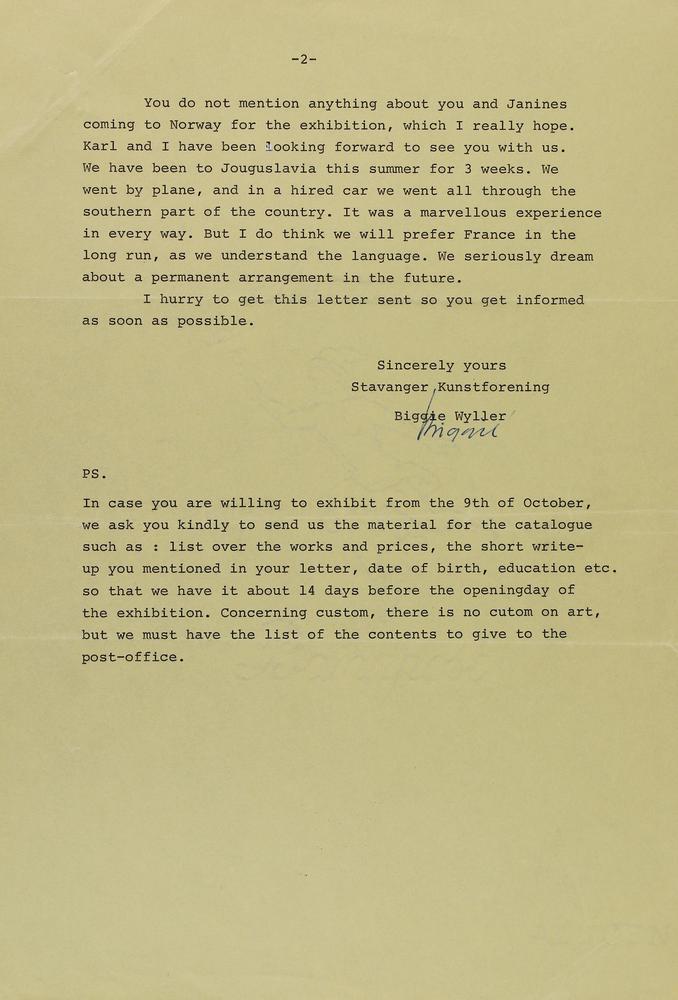 -2-
You do not mention anything about you and Janines
coming to Norway for the exhibition, which I really hope.
Karl and I have been looking forward to see you with us.
We have been to Jouguslavia this summer for 3 weeks. We
went by plane, and in a hired car we went all through the
southern part of the country. It was a marvellous experience
in every way. But I do think we will prefer France in the
long run, as we understand the language. We seriously dream
about a permanent arrangement in the future.
I hurry to get this letter sent so you get informed
as soon as possible.
Sincerely yours
Stavanger Kunstforening
Biggie Wyller
PS.
In case you are willing to exhibit from the 9th of October,
we ask you kindly to send us the material for the catalogue
such as : list over the works and prices, the short write-
up you mentioned in your letter, date of birth, education etc.
so that we have it about 14 days before the openingday of
the exhibition. Concerning custom, there is no cutom on art,
but we must have the list of the contents to give to the
post-office.